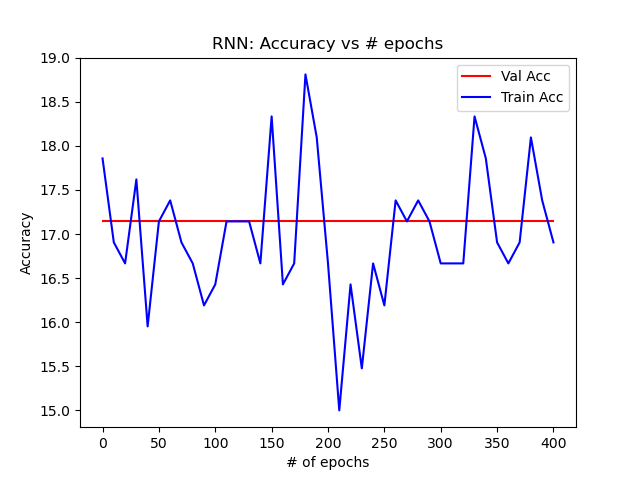 RNN: Accuracy vs # epochs
Val Acc
Train Acc
19.0
18.5
18.0
17.5
17.0
16.5
16.0
15.5
15.0
Accuracy
0 50 100 150 200 250 300 350 400
# of epochs